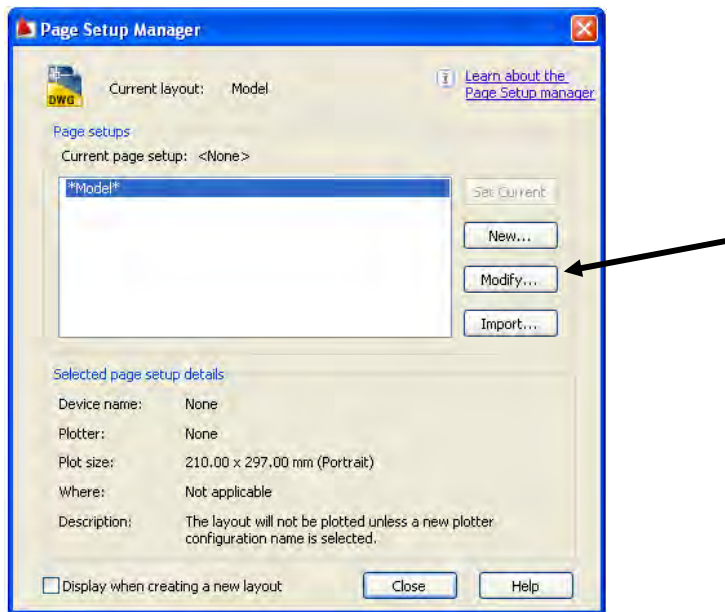 Page Setup Manager
DWG
Current layout: Model
Learn about the
Page Setup manager
Page setups
Current page setup: <None>
*Model*
Set Current
New...
Modify...
Import...
Selected page setup details
Device name: None
Plotter: None
Plot size: 210.00 x 297.00 mm (Portrait)
Where: Not applicable
Description: The layout will not be plotted unless a new plotter
configuration name is selected.
Display when creating a new layout
Close
Help